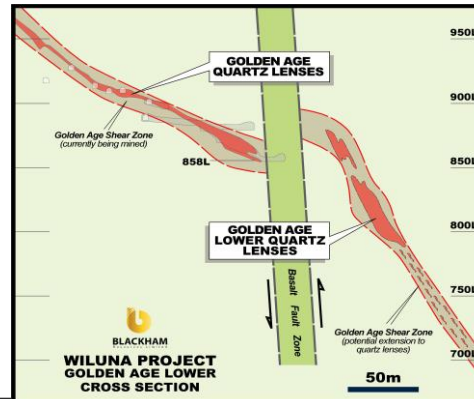 950L
GOLDEN AGE
QUARTZ LENSES
900L
Golden Age Shear Zone
(currently being mined)
858L
850L
GOLDEN AGE
LOWER QUARTZ
LENSES
800L
Basalt Fault Zone
750L
Golden Age Shear Zone
(potential extension to
quartz lenses)
700L
BLACKHAM
WILUNA PROJECT
GOLDEN AGE LOWER
CROSS SECTION
50m